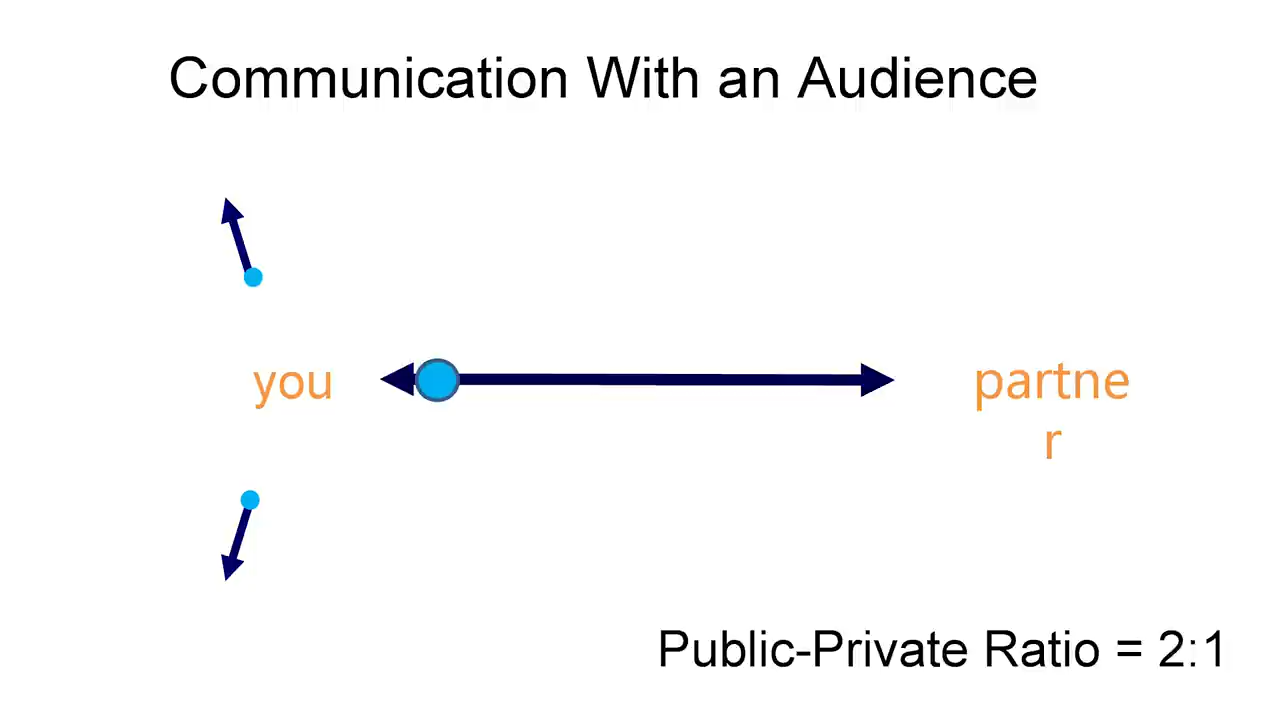 Communication With an Audience
you
partne
r
Public-Private Ratio = 2:1